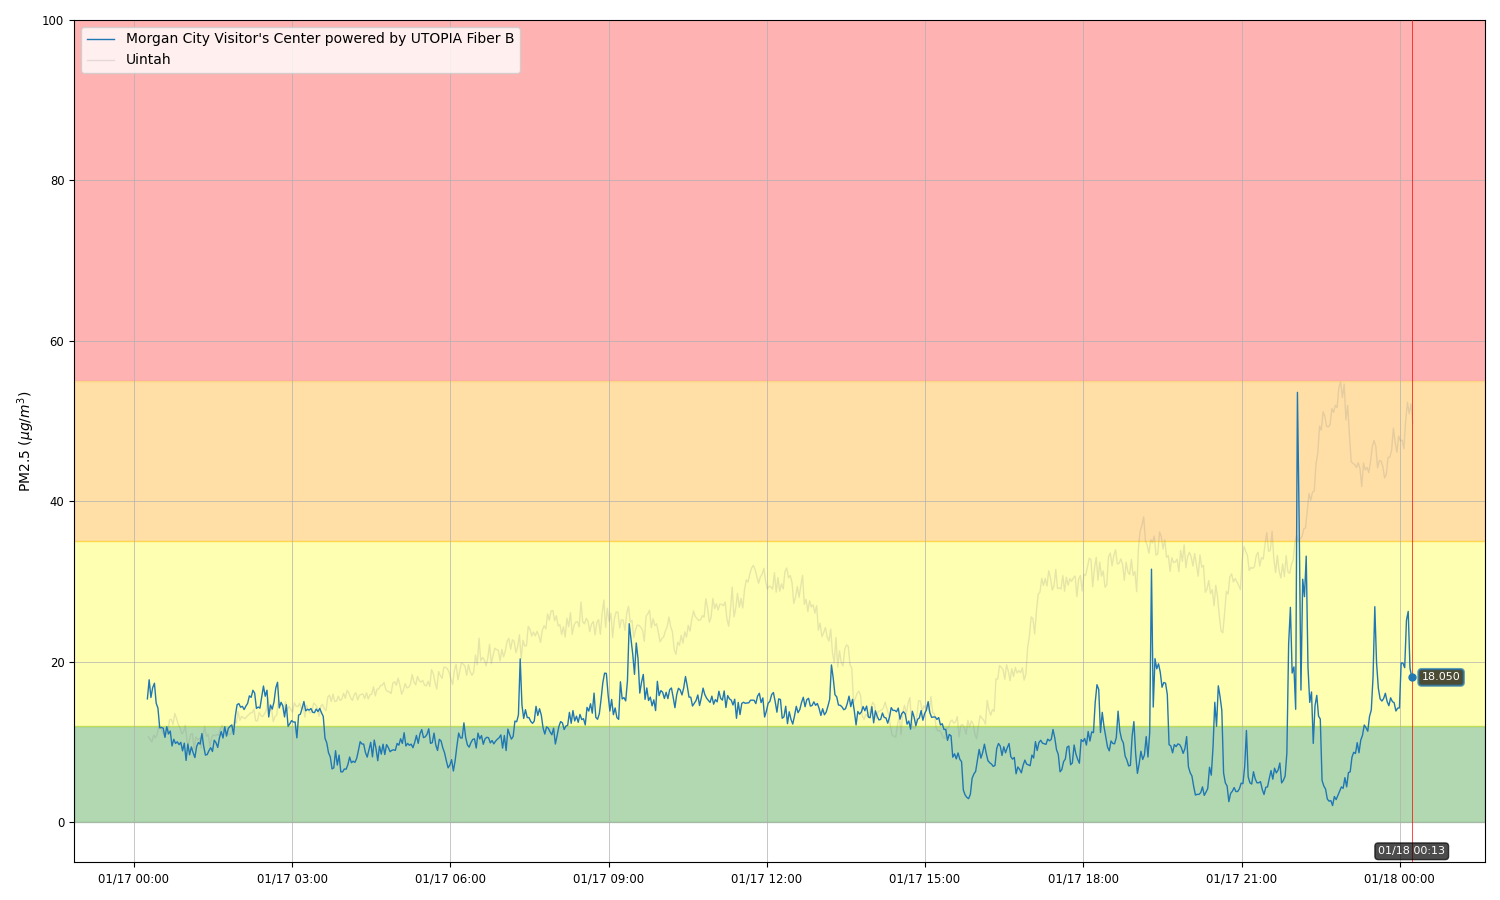 100
Morgan City Visitor's Center powered by UTOPIA Fiber B
Uintah
80
60
PM2.5 (μg/m³)
40
20
18.050
0
01/18 00:13
01/17 00:00 01/17 03:00 01/17 06:00 01/17 09:00 01/17 12:00 01/17 15:00 01/17 18:00 01/17 21:00 01/18 00:00